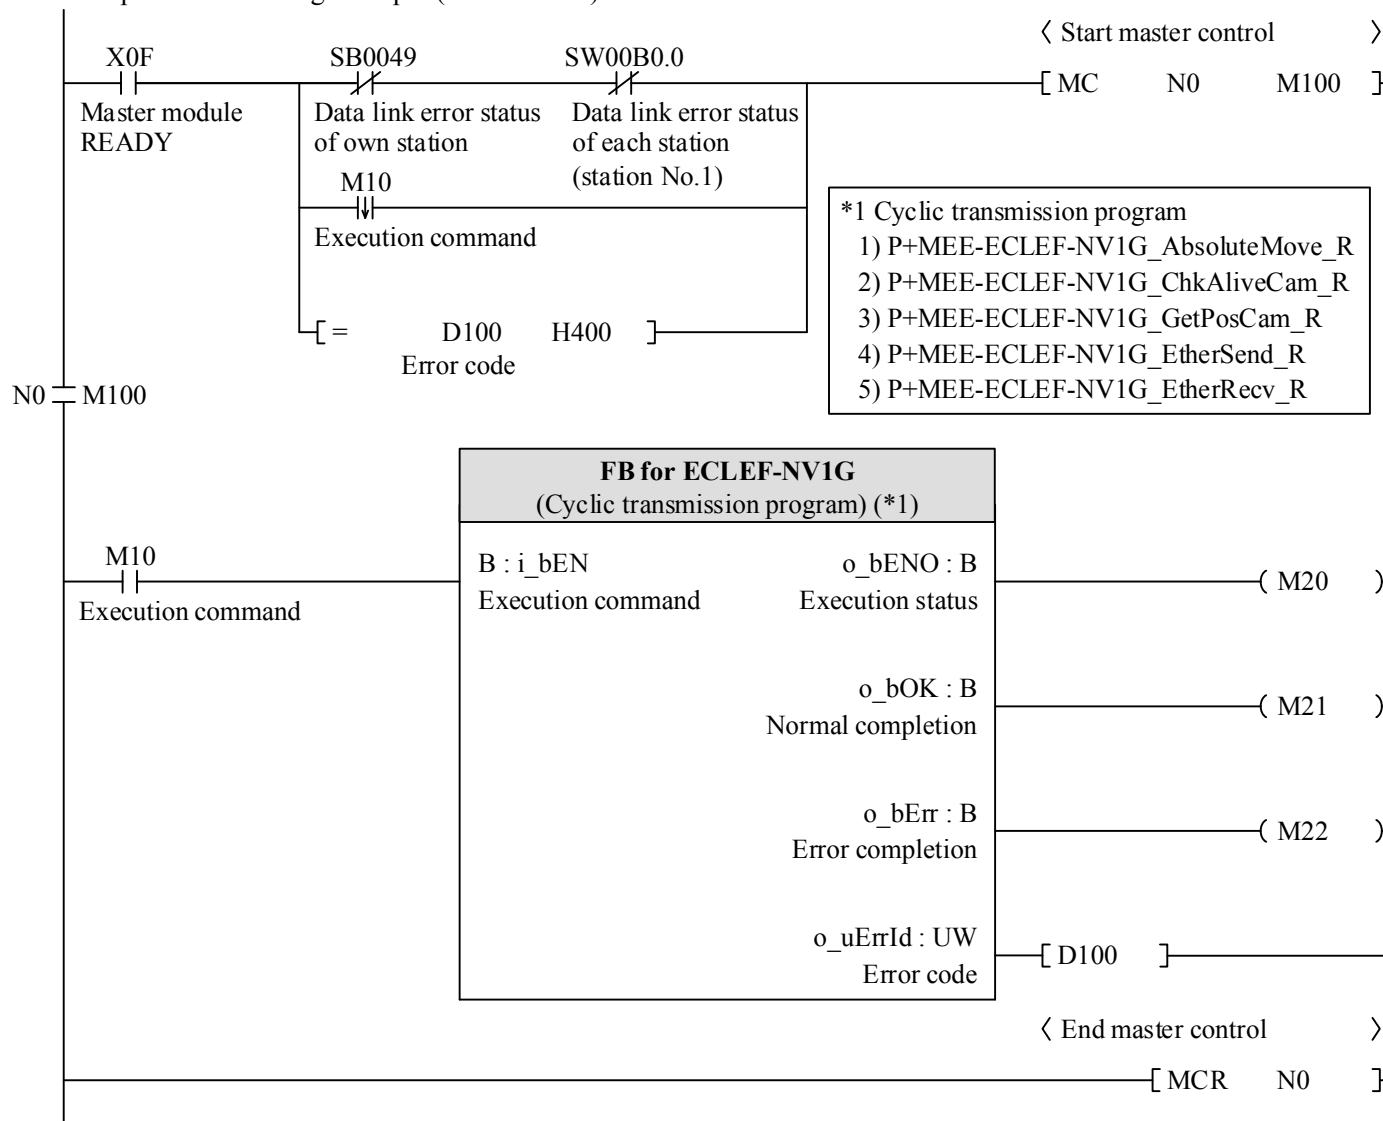 〈 Start master control 〉
X0F SB0049 SW00B0.0
MC N0 M100
Master module
READY
Data link error status
of own station
Data link error status
of each station
(station No.1)
M10
Execution command
= D100 H400
Error code
*1 Cyclic transmission program
1) P+MEE-ECLEF-NV1G_AbsoluteMove_R
2) P+MEE-ECLEF-NV1G_ChkAliveCam_R
3) P+MEE-ECLEF-NV1G_GetPosCam_R
4) P+MEE-ECLEF-NV1G_EtherSend_R
5) P+MEE-ECLEF-NV1G_EtherRecv_R
N0 M100
FB for ECLEF-NV1G
(Cyclic transmission program) (*1)
M10
Execution command
B : i_bEN
Execution command
o_bENO : B
Execution status
M20
o_bOK : B
Normal completion
M21
o_bErr : B
Error completion
M22
o_uErrId : UW
Error code
D100
〈 End master control 〉
MCR N0